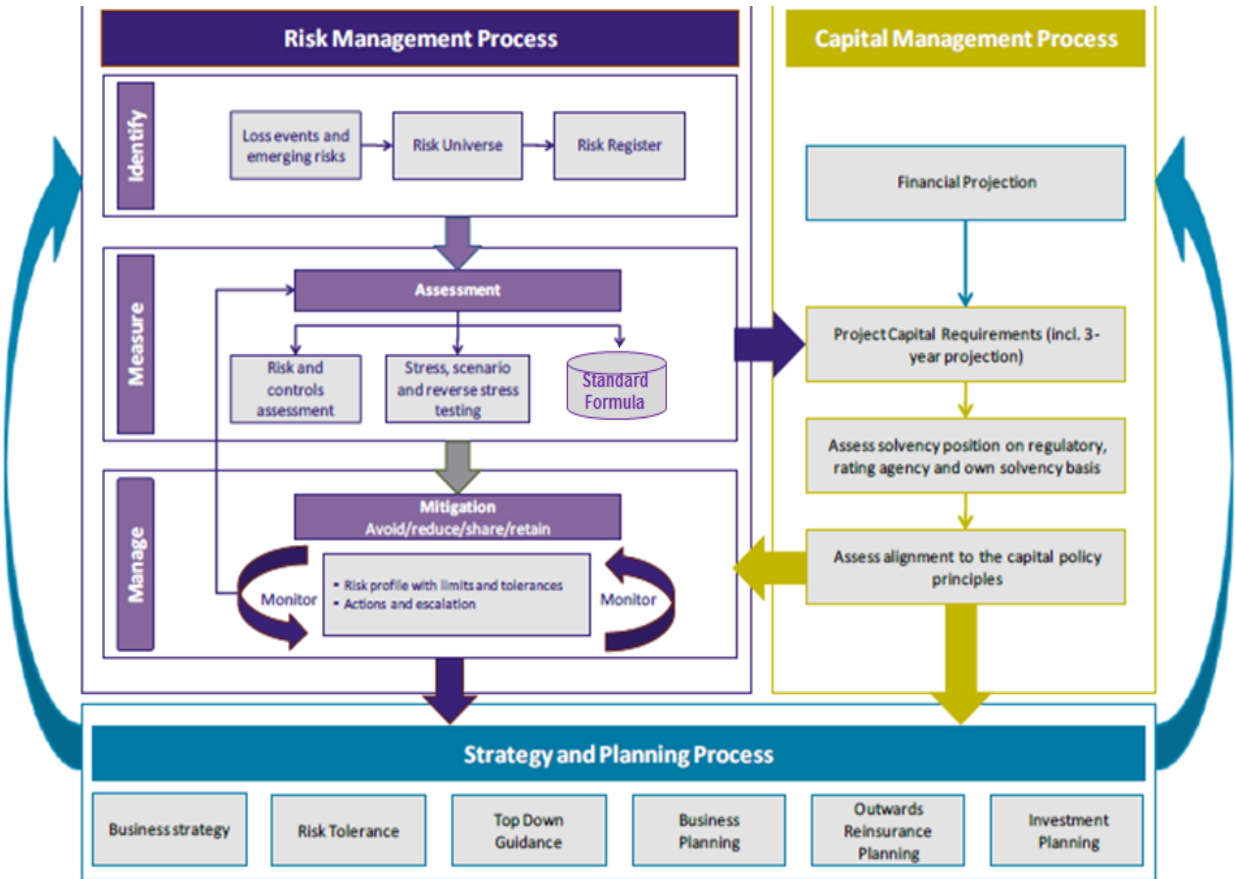 Risk Management Process
Capital Management Process
Identify
Loss events and
emerging risks
Risk Universe
Risk Register
Financial Projection
Measure
Assessment
Risk and
controls
assessment
Stress, scenario
and reverse stress
testing
Standard
Formula
Project Capital Requirements (incl. 3-
year projection)
Assess solvency position on regulatory,
rating agency and own solvency basis
Assess alignment to the capital policy
principles
Manage
Mitigation
Avoid/reduce/share/retain
Monitor
▪ Risk profile with limits and tolerances
▪ Actions and escalation
Monitor
Strategy and Planning Process
Business strategy
Risk Tolerance
Top Down
Guidance
Business
Planning
Outwards
Reinsurance
Planning
Investment
Planning